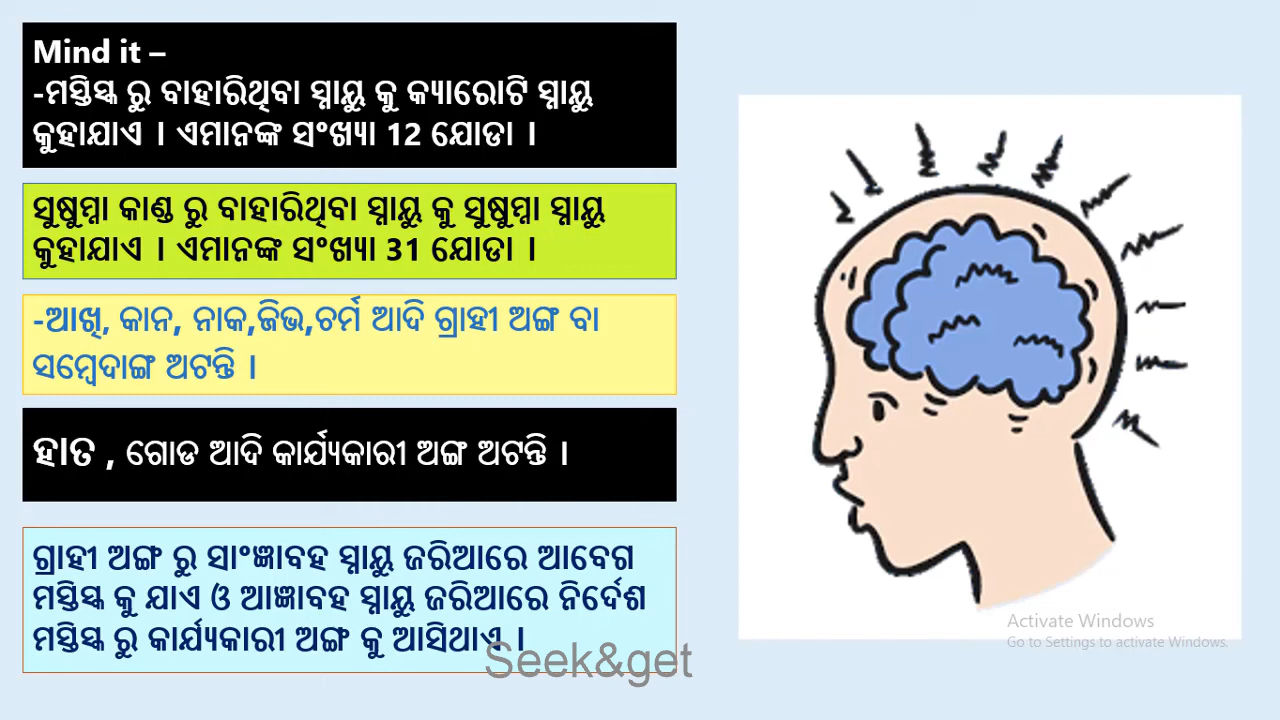 Mind it –
-ମସ୍ତିସ୍କ ରୁ ବାହାରିଥିବା ସ୍ନାୟୁ କୁ କ୍ୟାରୋଟି ସ୍ନାୟୁ
କୁହାଯାଏ । ଏମାନଙ୍କ ସଂଖ୍ୟା 12 ଯୋଡା ।
ସୁଷୁମ୍ନା କାଣ୍ଡ ରୁ ବାହାରିଥିବା ସ୍ନାୟୁ କୁ ସୁଷୁମ୍ନା ସ୍ନାୟୁ
କୁହାଯାଏ । ଏମାନଙ୍କ ସଂଖ୍ୟା 31 ଯୋଡା ।
-ଆଖି, କାନ, ନାକ,ଜିଭ,ଚର୍ମ ଆଦି ଗ୍ରାହୀ ଅଙ୍ଗ ବା
ସମ୍ବେଦାଙ୍ଗ ଅଟନ୍ତି ।
ହାତ , ଗୋଡ ଆଦି କାର୍ଯ୍ୟକାରୀ ଅଙ୍ଗ ଅଟନ୍ତି ।
ଗ୍ରାହୀ ଅଙ୍ଗ ରୁ ସାଂଜ୍ଞାବହ ସ୍ନାୟୁ ଜରିଆରେ ଆବେଗ
ମସ୍ତିସ୍କ କୁ ଯାଏ ଓ ଆଜ୍ଞାବହ ସ୍ନାୟୁ ଜରିଆରେ ନିର୍ଦେଶ
ମସ୍ତିସ୍କ ରୁ କାର୍ଯ୍ୟକାରୀ ଅଙ୍ଗ କୁ ଆସିଥାଏ ।
Seek&get
Activate Windows
Go to Settings to activate Windows.